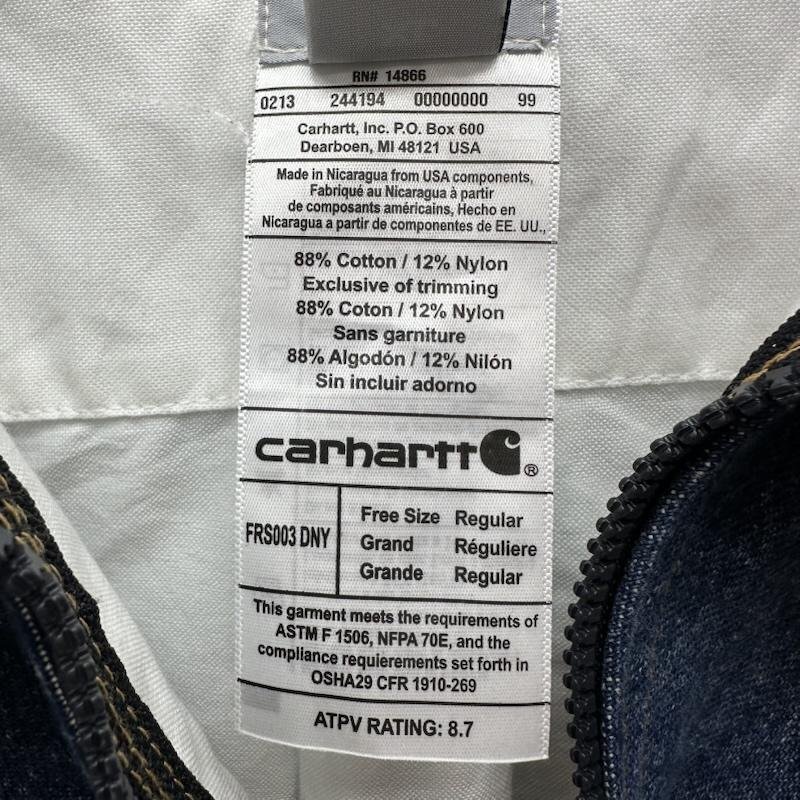 RN# 14866
0213 244194 00000000 99
Carhartt, Inc. P.O. Box 600
Dearboen, MI 48121 USA
Made in Nicaragua from USA components,
Fabriqué au Nicaragua à partir
de composants américains, Hecho en
Nicaragua a partir de componentes de EE. UU.,
88% Cotton / 12% Nylon
Exclusive of trimming
88% Coton / 12% Nylon
Sans garniture
88% Algodón / 12% Nilón
Sin incluir adorno
carhartt ®
FRS003 DNY
Free Size Regular
Grand Réguliere
Grande Regular
This garment meets the requirements of
ASTM F 1506, NFPA 70E, and the
compliance requierements set forth in
OSHA29 CFR 1910-269
ATPV RATING: 8.7